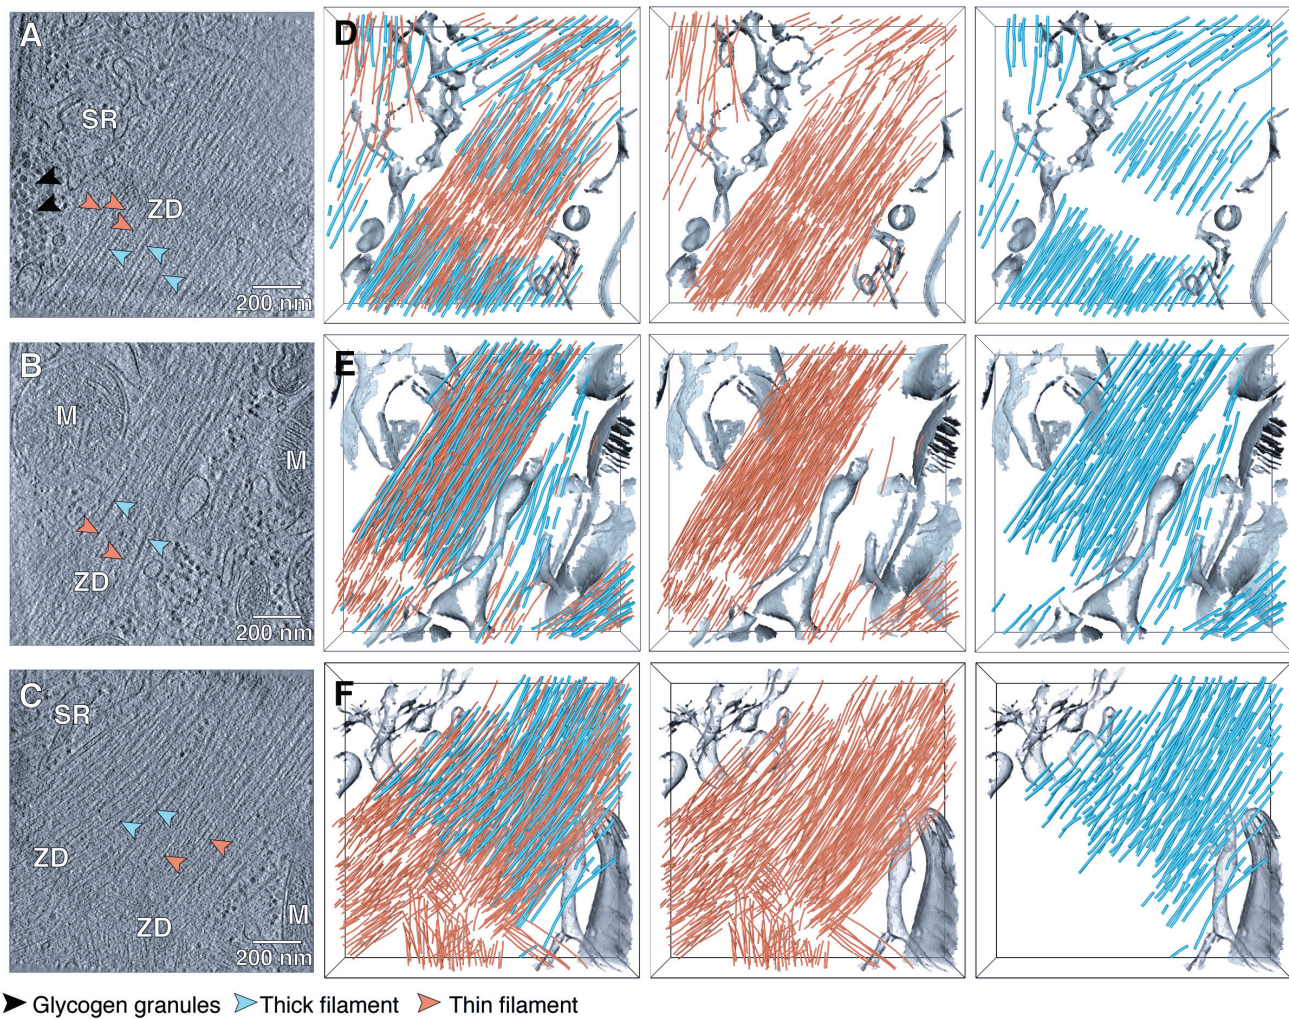 A
SR
ZD
200 nm
D
B
M
M
ZD
200 nm
E
C
SR
ZD
ZD
M
200 nm
F
Glycogen granules Thick filament Thin filament